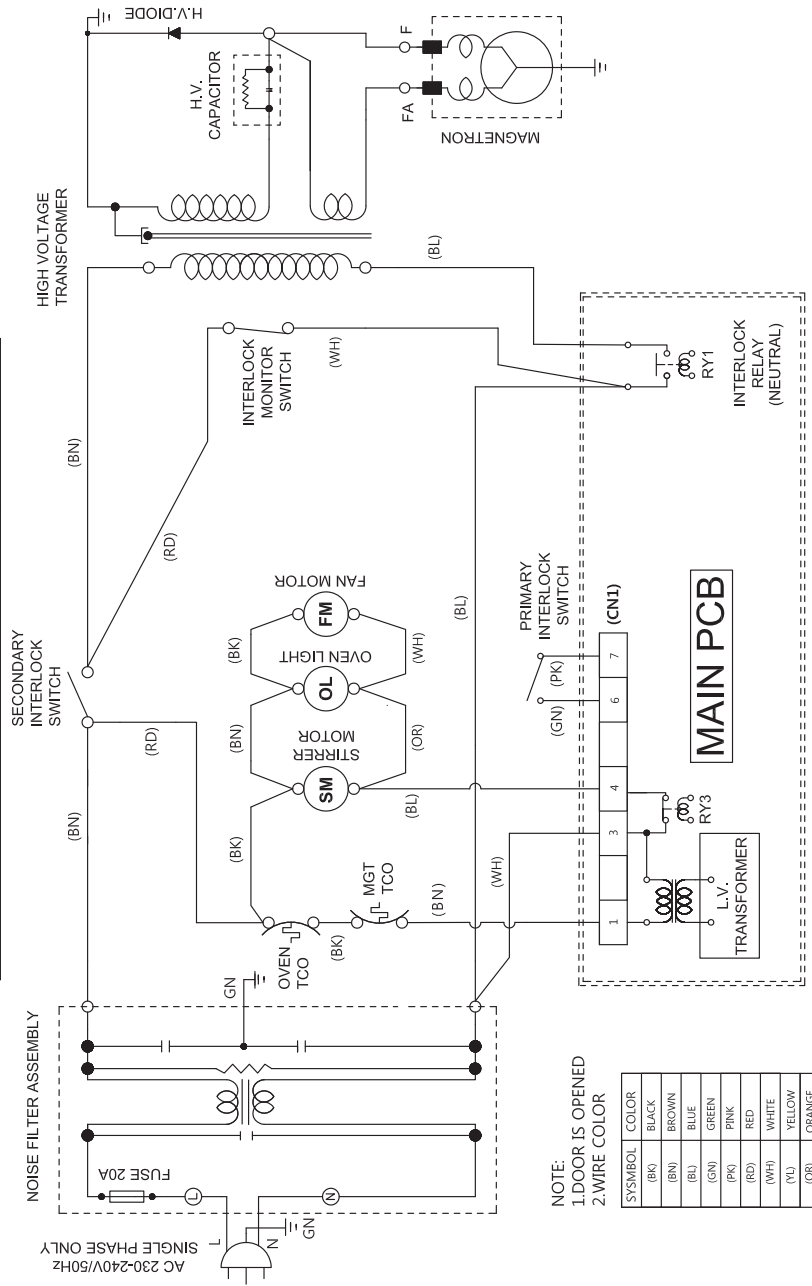 AC 230-240V/50Hz
SINGLE PHASE ONLY
L
N
GN
NOISE FILTER ASSEMBLY
FUSE 20A
L
N
GN
(BN)
SECONDARY
INTERLOCK
SWITCH
(BN)
(RD)
(RD)
HIGH VOLTAGE
TRANSFORMER
H.V.DIODE
H.V.
CAPACITOR
F
FA
MAGNETRON
(BL)
INTERLOCK
MONITOR
SWITCH
(WH)
OVEN
TCO
(BK)
MGT
TCO
(BN)
(BK)
STIRRER
MOTOR
SM
(BN)
OVEN LIGHT
OL
(BK)
FAN MOTOR
FM
(OR)
(WH)
(BL)
(BL)
(WH)
PRIMARY
INTERLOCK
SWITCH
(GN)
(PK)
(CN1)
1
3
4
6
7
L.V.
TRANSFORMER
RY3
MAIN PCB
RY1
INTERLOCK
RELAY
(NEUTRAL)
NOTE:
1.DOOR IS OPENED
2.WIRE COLOR
SYSMBOL COLOR
(BK) BLACK
(BN) BROWN
(BL) BLUE
(GN) GREEN
(PK) PINK
(RD) RED
(WH) WHITE
(YL) YELLOW
(OR) ORANGE